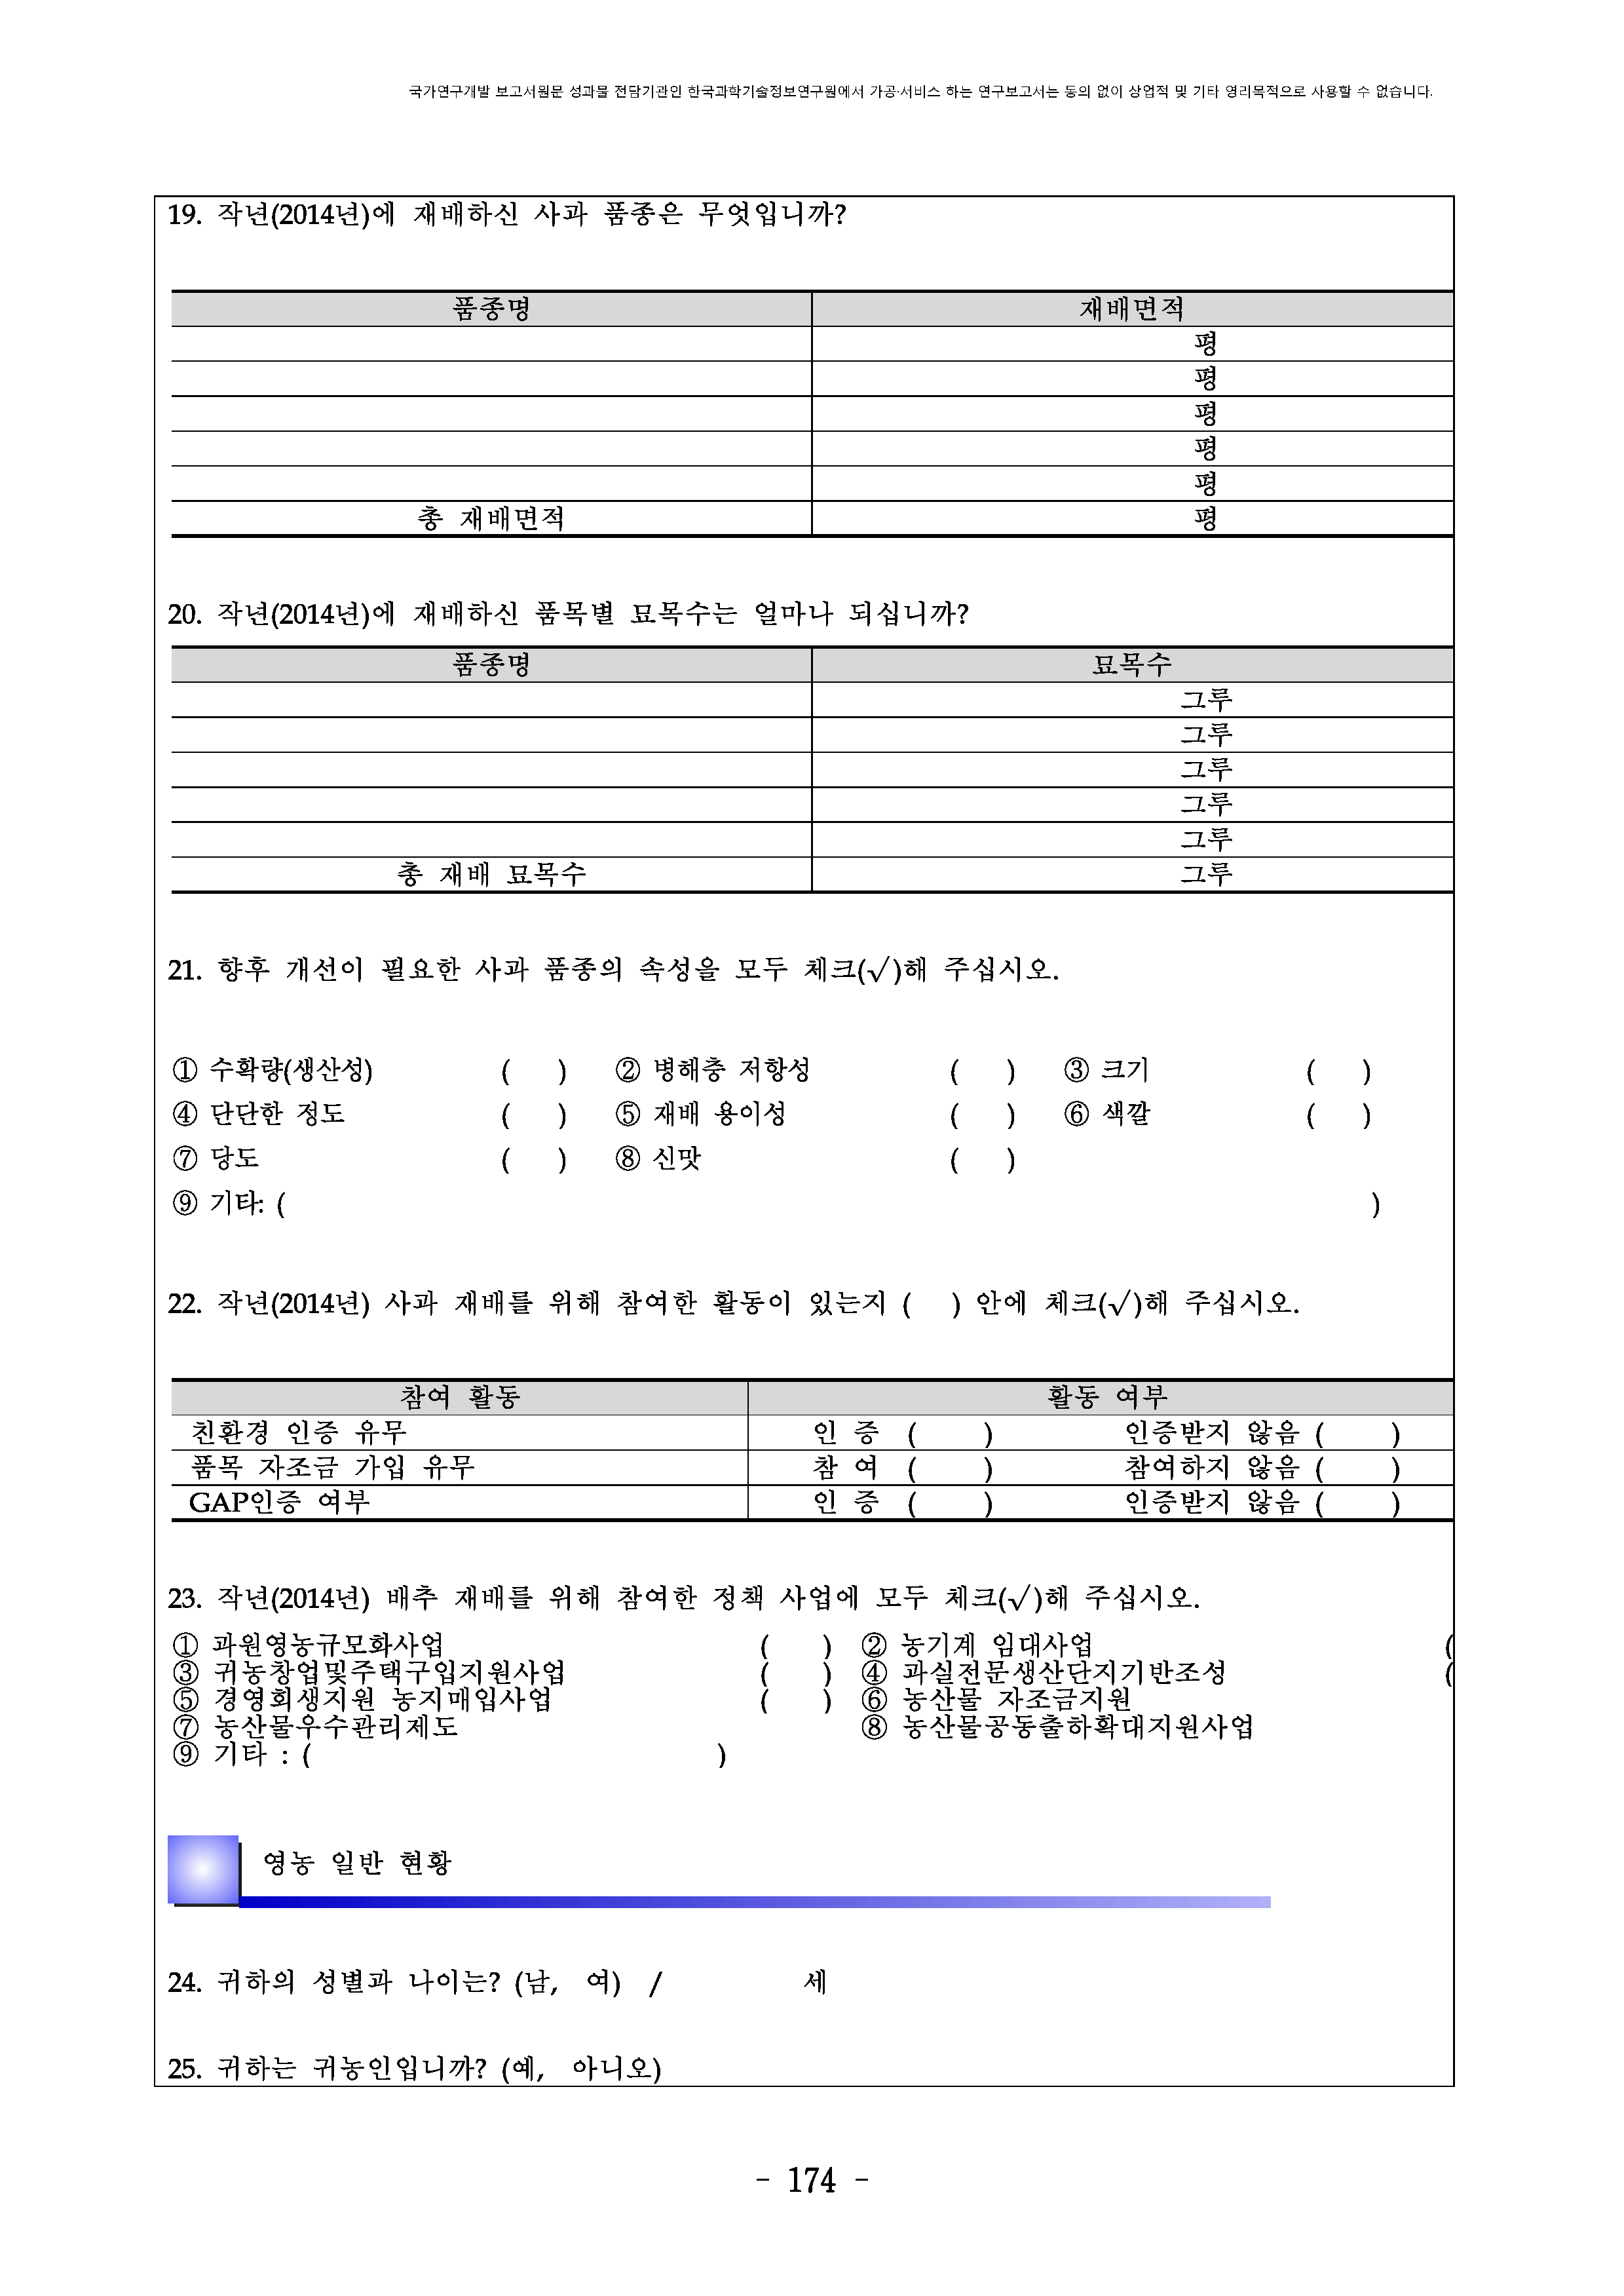 국가연구개발 보고서원문 성과물 전담기관인 한국과학기술정보연구원에서 가공·서비스 하는 연구보고서는 동의 없이 상업적 및 기타 영리목적으로 사용할 수 없습니다.
19. 작년(2014년)에 재배하신 사과 품종은 무엇입니까?
품종명 재배면적
평
평
평
평
평
총 재배면적 평
20. 작년(2014년)에 재배하신 품목별 묘목수는 얼마나 되십니까?
품종명 묘목수
그루
그루
그루
그루
그루
총 재배 묘목수 그루
21. 향후 개선이 필요한 사과 품종의 속성을 모두 체크(√)해 주십시오.
① 수확량(생산성) ( ) ② 병해충 저항성 ( ) ③ 크기 ( )
④ 단단한 정도 ( ) ⑤ 재배 용이성 ( ) ⑥ 색깔 ( )
⑦ 당도 ( ) ⑧ 신맛 ( )
⑨ 기타: ( )
22. 작년(2014년) 사과 재배를 위해 참여한 활동이 있는지 ( ) 안에 체크(√)해 주십시오.
참여 활동 활동 여부
친환경 인증 유무 인 증 ( ) 인증받지 않음 ( )
품목 자조금 가입 유무 참 여 ( ) 참여하지 않음 ( )
GAP인증 여부 인 증 ( ) 인증받지 않음 ( )
23. 작년(2014년) 배추 재배를 위해 참여한 정책 사업에 모두 체크(√)해 주십시오.
① 과원영농규모화사업 ( ) ② 농기계 임대사업 (
③ 귀농창업및주택구입지원사업 ( ) ④ 과실전문생산단지기반조성 (
⑤ 경영회생지원 농지매입사업 ( ) ⑥ 농산물 자조금지원
⑦ 농산물우수관리제도 ⑧ 농산물공동출하확대지원사업
⑨ 기타 : ( )
영농 일반 현황
24. 귀하의 성별과 나이는? (남, 여) / 세
25. 귀하는 귀농인입니까? (예, 아니오)
- 174 -